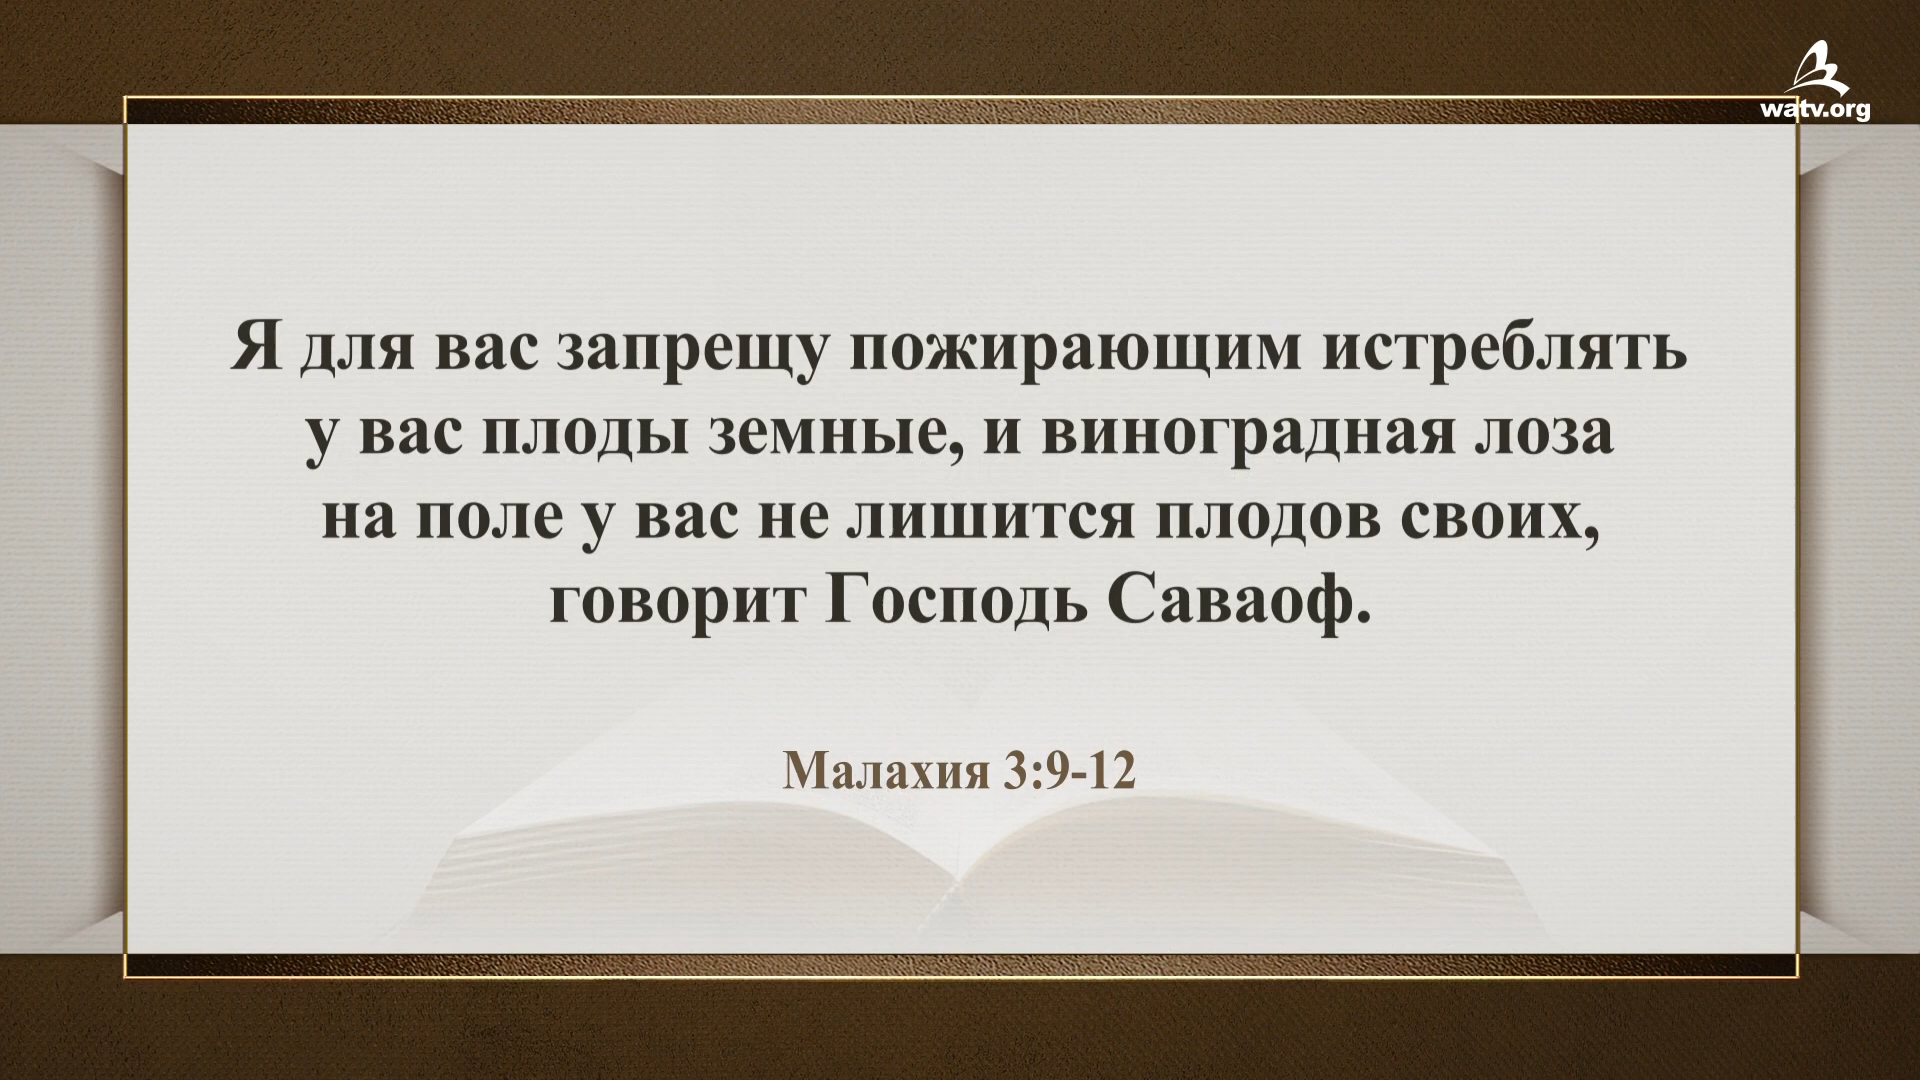 watv.org
Я для вас запрещу пожирающим истреблять
у вас плоды земные, и виноградная лоза
на поле у вас не лишится плодов своих,
говорит Господь Саваоф.
Малахия 3:9-12